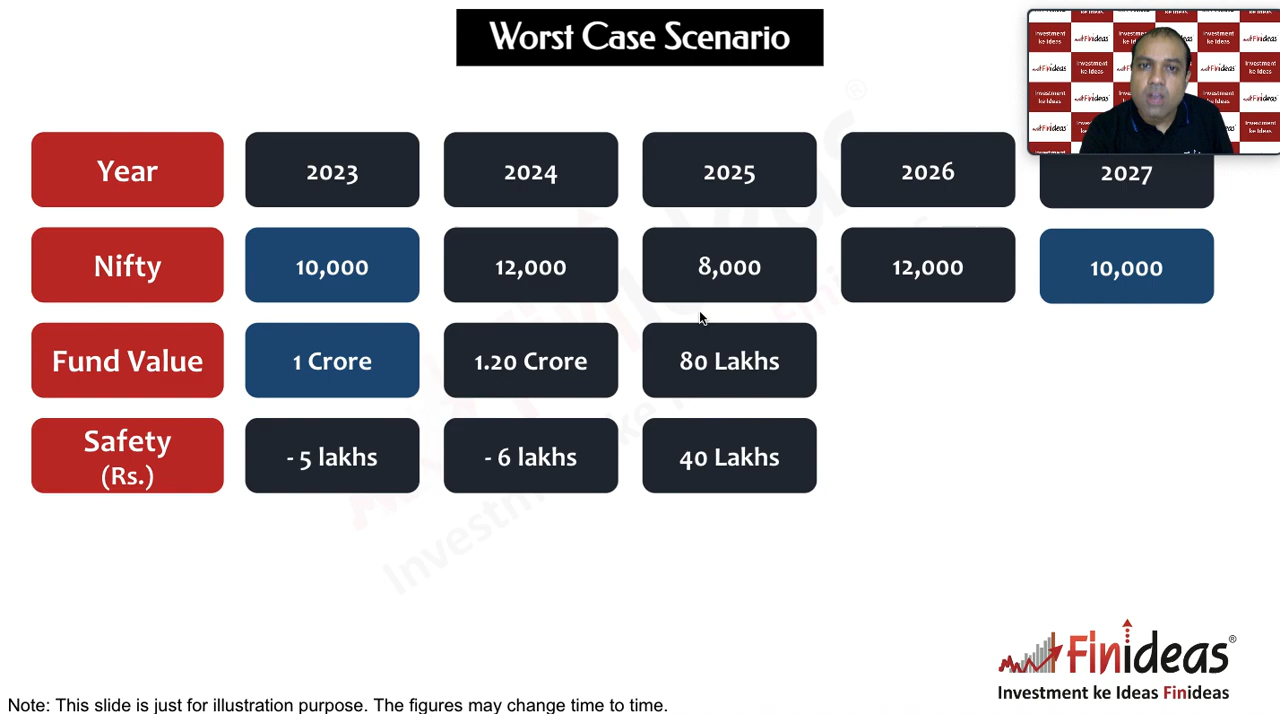 Worst Case Scenario
Year 2023 2024 2025 2026 2027
Nifty 10,000 12,000 8,000 12,000 10,000
Fund Value 1 Crore 1.20 Crore 80 Lakhs
Safety
(Rs.) - 5 lakhs - 6 lakhs 40 Lakhs
Finideas®
Investment ke Ideas Finideas
Note: This slide is just for illustration purpose. The figures may change time to time.